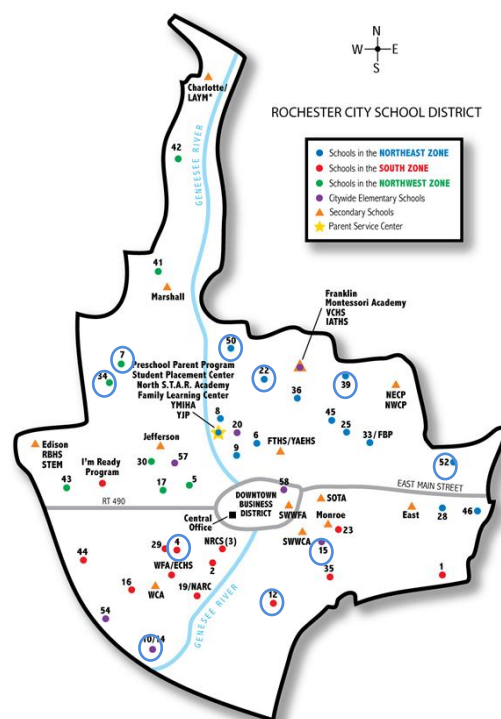 N
W E
S
ROCHESTER CITY SCHOOL DISTRICT
Schools in the NORTHEAST ZONE
Schools in the SOUTH ZONE
Schools in the NORTHWEST ZONE
Citywide Elementary Schools
Secondary Schools
Parent Service Center
Charlotte/
LAYM*
GENEESEE RIVER
42
41
Marshall
Franklin
Montessori Academy
VCHS
IATHS
50
7
34
22
39
Preschool Parent Program
Student Placement Center
North S.T.A.R. Academy
Family Learning Center
YMIHA
YJP
36
NECP
NWCP
8
20
45
25
33/FBP
6
9
FTHS/YAEHS
Edison
RBHS
STEM
Jefferson
I'm Ready
Program
30
57
52
43
17
5
58
EAST MAIN STREET
RT 490
DOWNTOWN
BUSINESS
DISTRICT
SOTA
SWWFA
Monroe
East
28
46
Central
Office
23
SWWCA
15
29
4
NRCS (3)
44
WFA/ECHS
2
35
1
16
WCA
19/NARC
12
54
GENESEE RIVER
10/14